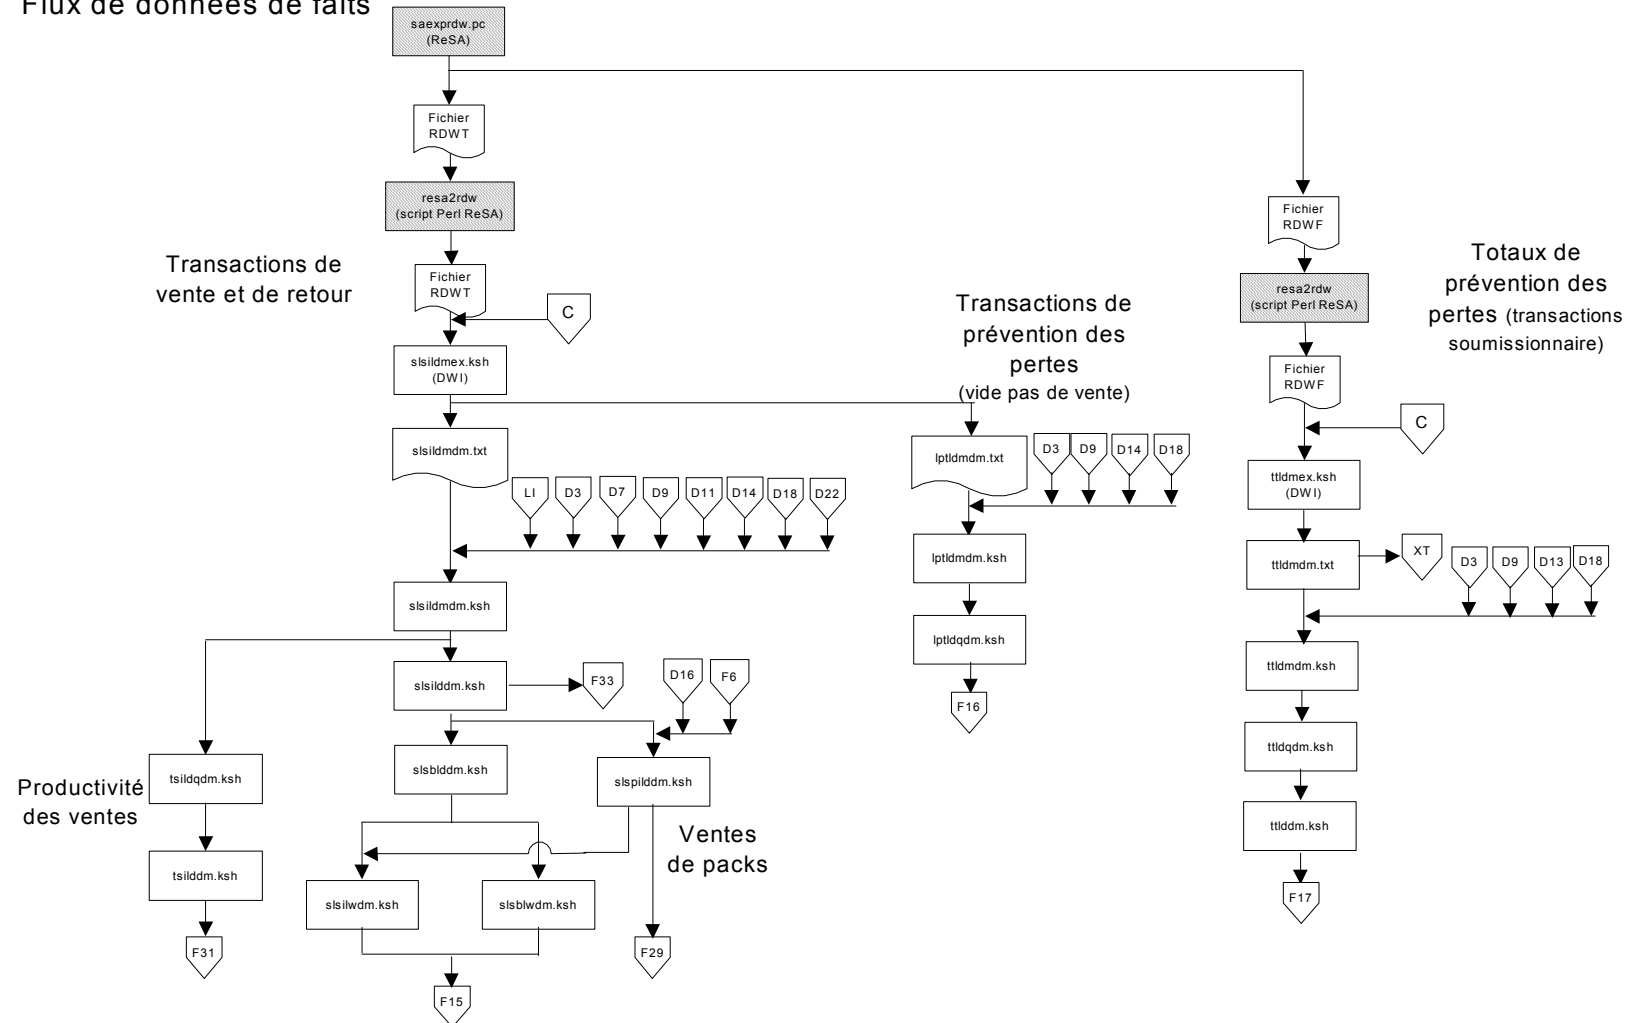 Flux de données de faits
saexprdw.pc
(ReSA)
Fichier
RDWT
resa2rdw
(script Perl ReSA)
Transactions de
vente et de retour
Fichier
RDWT
C
slsildmex.ksh
(DWI)
slsildmdm.txt
LI
D3
D7
D9
D11
D14
D18
D22
slsildmdm.ksh
slsilddm.ksh
F33
D16
F6
slsblddm.ksh
slspilddm.ksh
Productivité
des ventes
tsildqdm.ksh
tsilddm.ksh
F31
Ventes
de packs
slsilwdm.ksh
slsblwdm.ksh
F29
F15
Transactions de
prévention des
pertes
(vide pas de vente)
lptldmdm.txt
D3
D9
D14
D18
lptldmdm.ksh
lptldqdm.ksh
F16
Fichier
RDWF
resa2rdw
(script Perl ReSA)
Totaux de
prévention des
pertes (transactions
soumissionnaire)
Fichier
RDWF
C
ttldmex.ksh
(DWI)
ttldmdm.txt
XT
D3
D9
D13
D18
ttldmdm.ksh
ttldqdm.ksh
ttlddm.ksh
F17